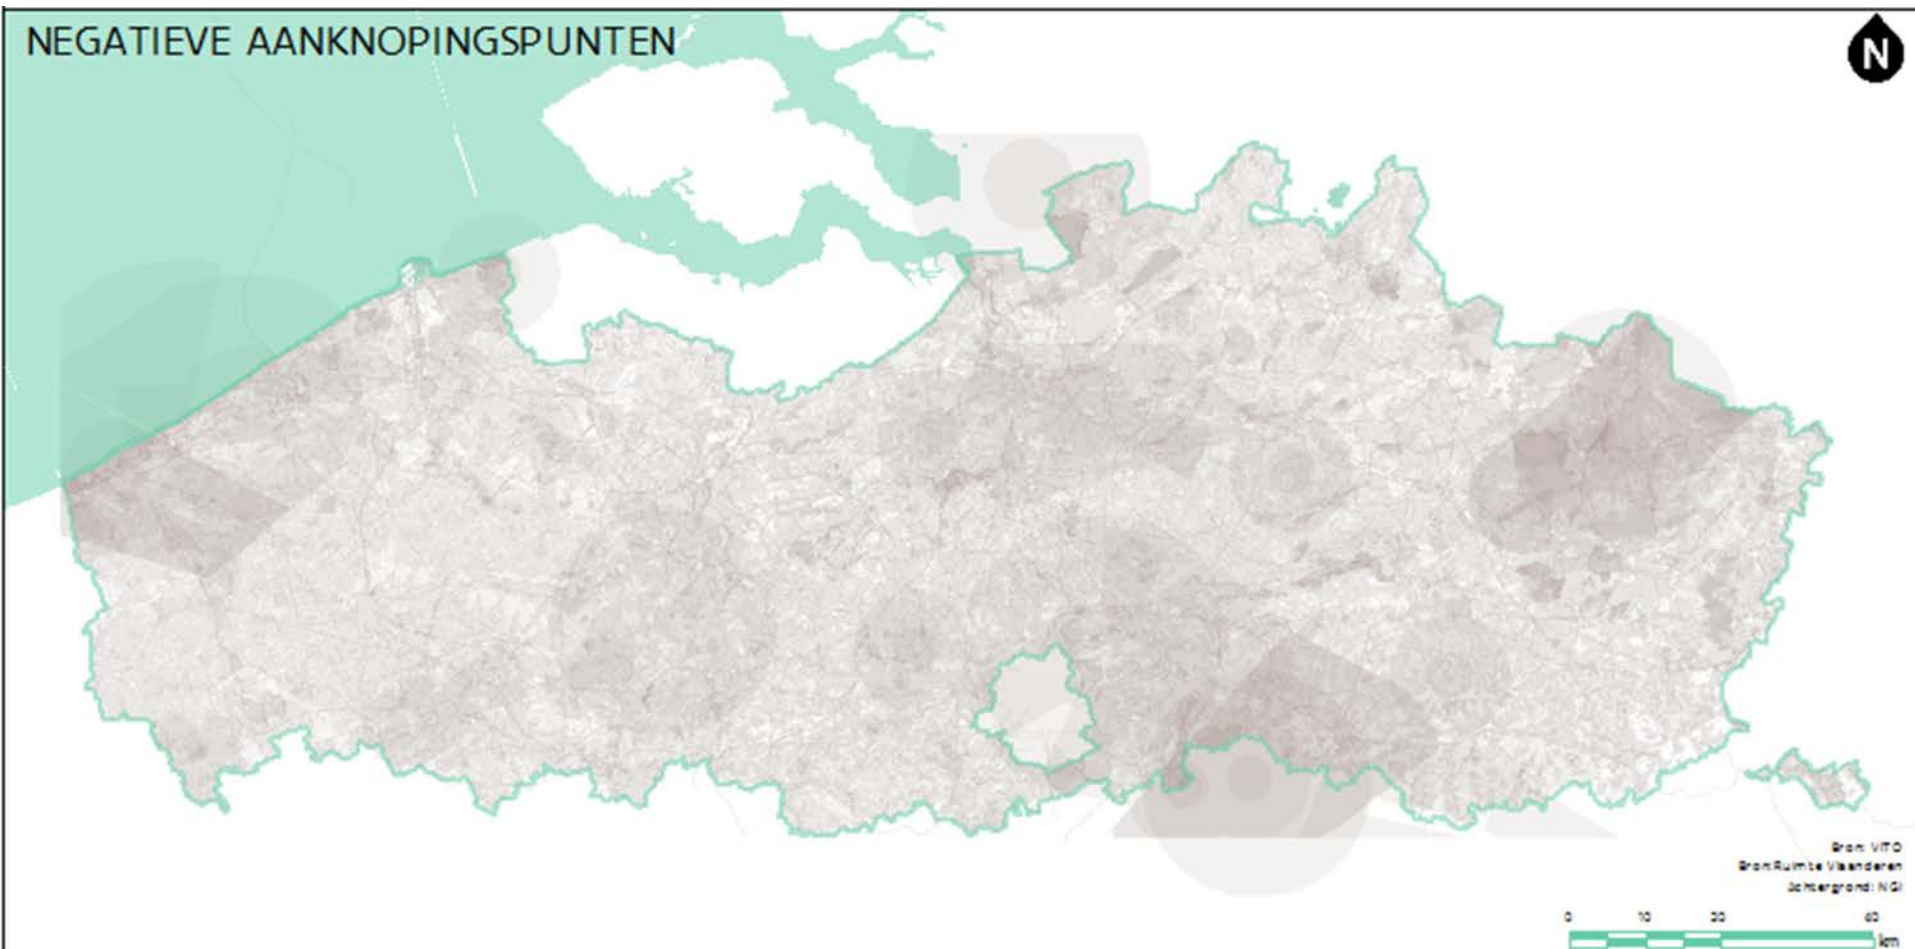 NEGATIEVE AANKNOPINGSPUNTEN
N
Bron: VITO
Bron:Ruimte Vlaanderen
Achtergrond: NGI
0 10 20 40
km